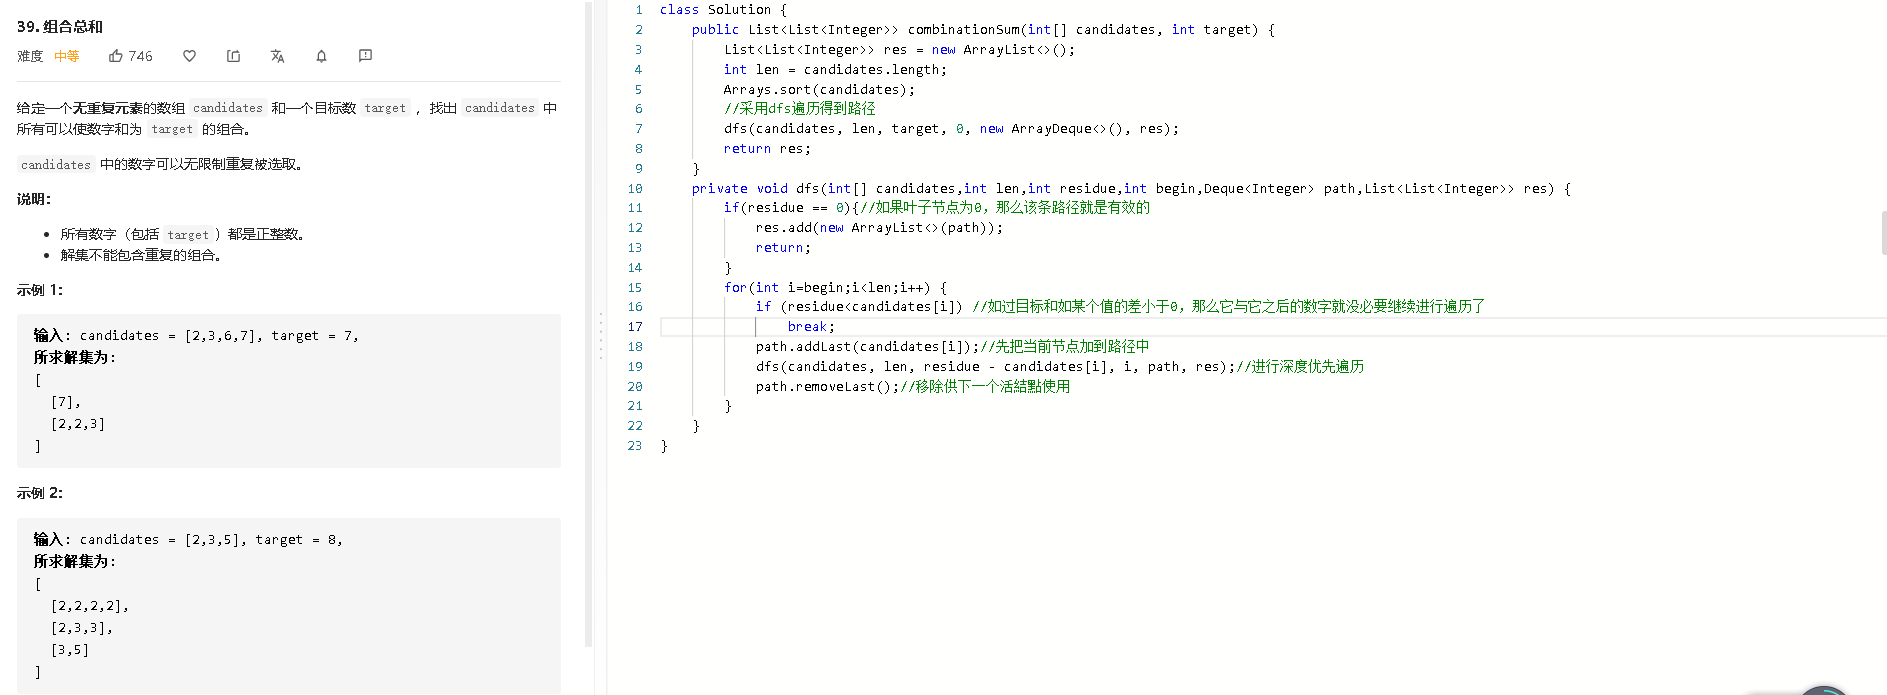 39. 组合总和
难度 中等 746
给定一个无重复元素的数组 candidates 和一个目标数 target ，找出 candidates 中
所有可以使数字和为 target 的组合。
candidates 中的数字可以无限制重复被选取。
说明：
• 所有数字（包括 target ）都是正整数。
• 解集不能包含重复的组合。
示例 1：
输入：candidates = [2,3,6,7], target = 7,
所求解集为：
[
[7],
[2,2,3]
]
示例 2：
输入：candidates = [2,3,5], target = 8,
所求解集为：
[
[2,2,2,2],
[2,3,3],
[3,5]
]
1 class Solution {
2 public List<List<Integer>> combinationSum(int[] candidates, int target) {
3 List<List<Integer>> res = new ArrayList<>();
4 int len = candidates.length;
5 Arrays.sort(candidates);
6 //采用dfs遍历得到路径
7 dfs(candidates, len, target, 0, new ArrayDeque<>(), res);
8 return res;
9 }
10 private void dfs(int[] candidates,int len,int residue,int begin,Deque<Integer> path,List<List<Integer>> res) {
11 if(residue == 0){//如果叶子节点为0，那么该条路径就是有效的
12 res.add(new ArrayList<>(path));
13 return;
14 }
15 for(int i=begin;i<len;i++) {
16 if (residue<candidates[i]) //如过目标和如某个值的差小于0，那么它与它之后的数字就没必要继续进行遍历了
17 break;
18 path.addLast(candidates[i]);//先把当前节点加到路径中
19 dfs(candidates, len, residue - candidates[i], i, path, res);//进行深度优先遍历
20 path.removeLast();//移除供下一个活結點使用
21 }
22 }
23 }